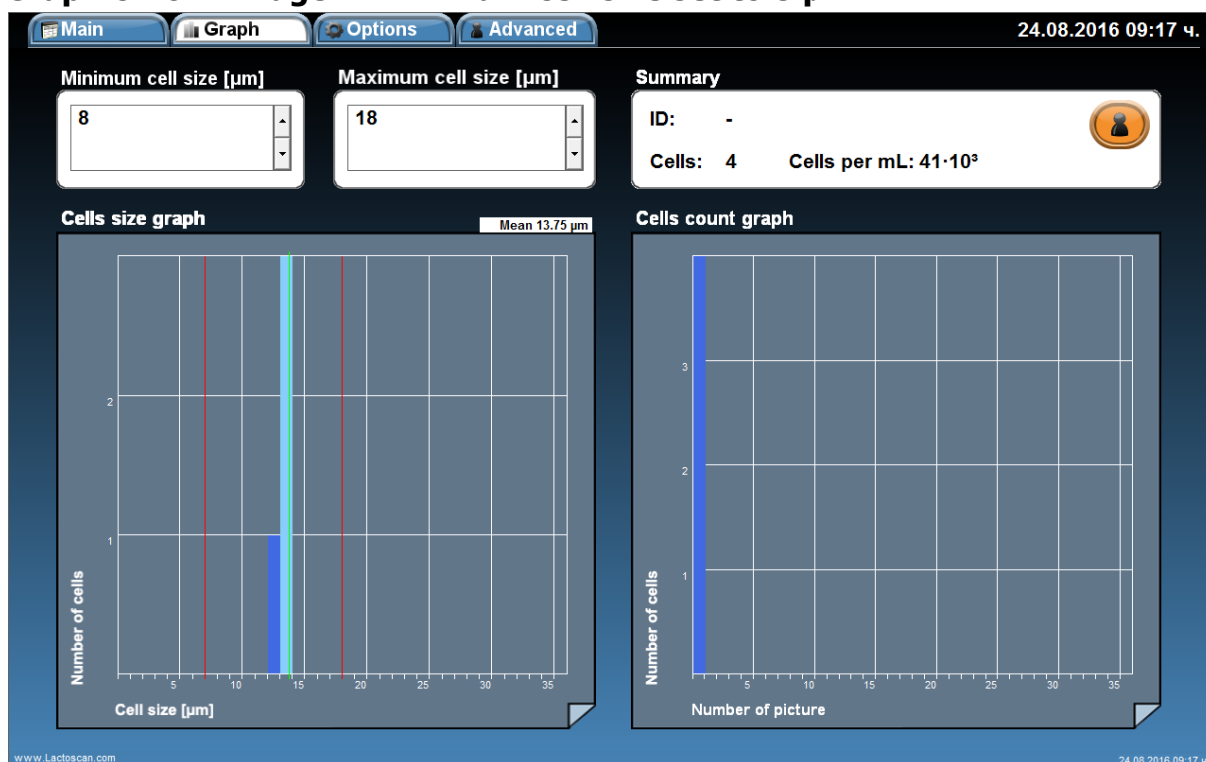 Main
Graph
Options
Advanced
24.08.2016 09:17 ч.
Minimum cell size [µm]
Maximum cell size [µm]
Summary
8
18
ID: -
Cells: 4 Cells per mL: 41·10³
Cells size graph
Mean 13.75 µm
Cells count graph
2
1
Number of cells
5 10 15 20 25 30 35
Cell size [µm]
3
2
1
Number of cells
5 10 15 20 25 30 35
Number of picture
www.Lactoscan.com
24.08.2016 09:17 ч